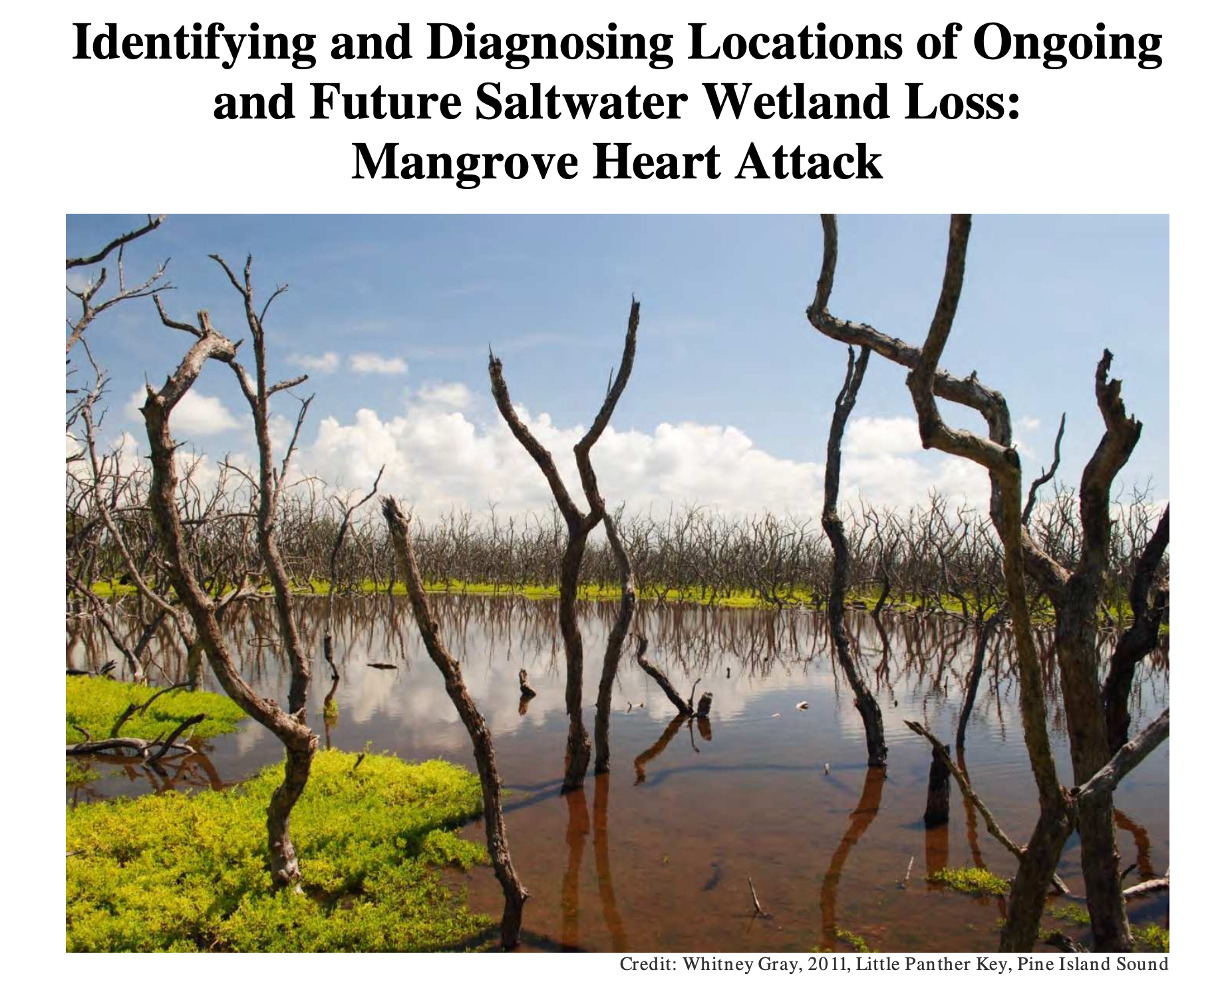 Identifying and Diagnosing Locations of Ongoing
and Future Saltwater Wetland Loss:
Mangrove Heart Attack
Credit: Whitney Gray, 2011, Little Panther Key, Pine Island Sound